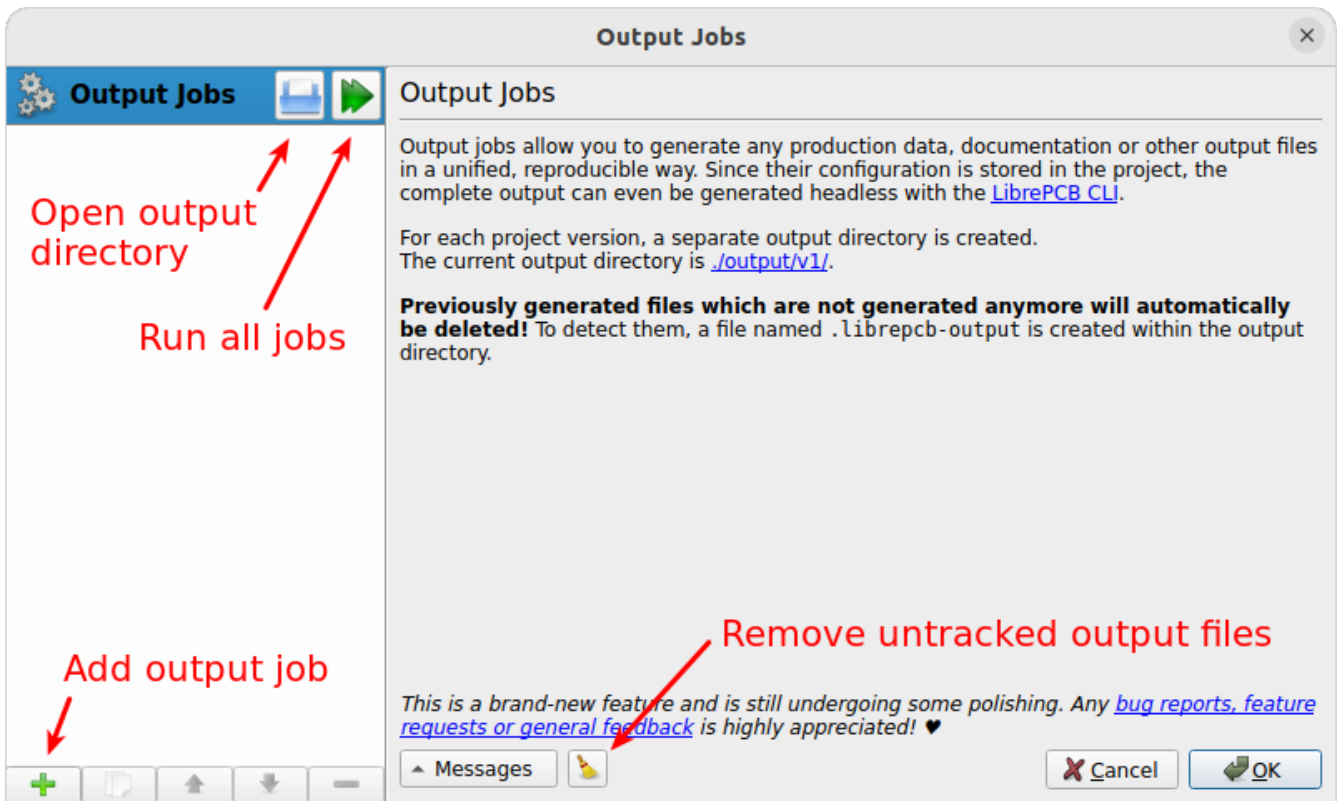 Output Jobs
Output Jobs
Open output
directory
Run all jobs
Add output job
Output Jobs
Output jobs allow you to generate any production data, documentation or other output files
in a unified, reproducible way. Since their configuration is stored in the project, the
complete output can even be generated headless with the LibrePCB CLI.
For each project version, a separate output directory is created.
The current output directory is ./output/v1/.
Previously generated files which are not generated anymore will automatically
be deleted! To detect them, a file named .librepcb-output is created within the output
directory.
Remove untracked output files
This is a brand-new feature and is still undergoing some polishing. Any bug reports, feature
requests or general feedback is highly appreciated! ♥
Messages
Cancel
OK